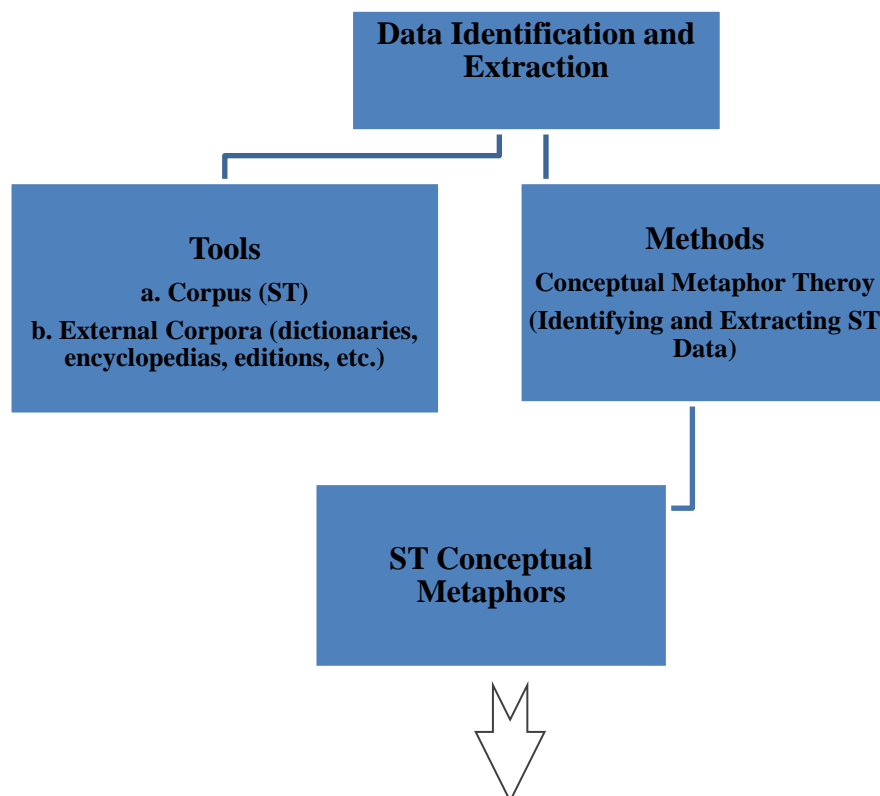 Data Identification and
Extraction
Tools
a. Corpus (ST)
b. External Corpora (dictionaries,
encyclopedias, editions, etc.)
Methods
Conceptual Metaphor Theroy
(Identifying and Extracting ST
Data)
ST Conceptual
Metaphors